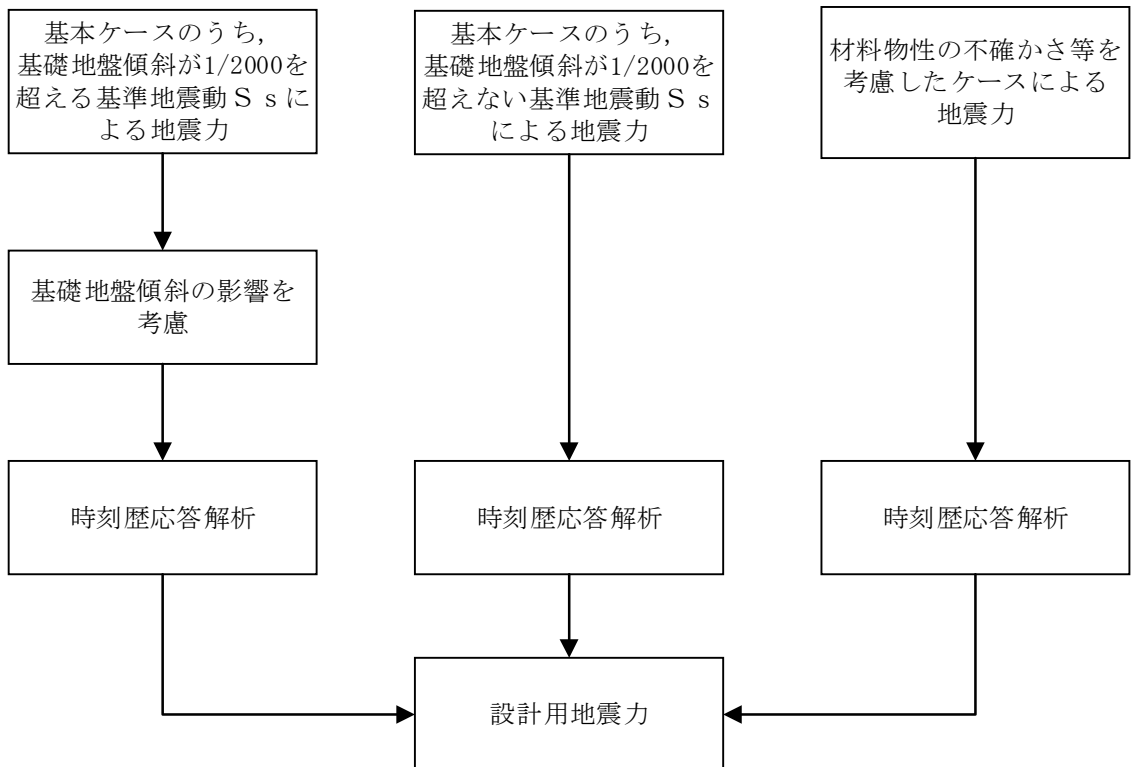 基本ケースのうち,
基礎地盤傾斜が1/2000を
超える基準地震動Ｓｓに
よる地震力
基本ケースのうち,
基礎地盤傾斜が1/2000を
超えない基準地震動Ｓｓ
による地震力
材料物性の不確かさ等を
考慮したケースによる
地震力
基礎地盤傾斜の影響を
考慮
時刻歴応答解析
時刻歴応答解析
時刻歴応答解析
設計用地震力